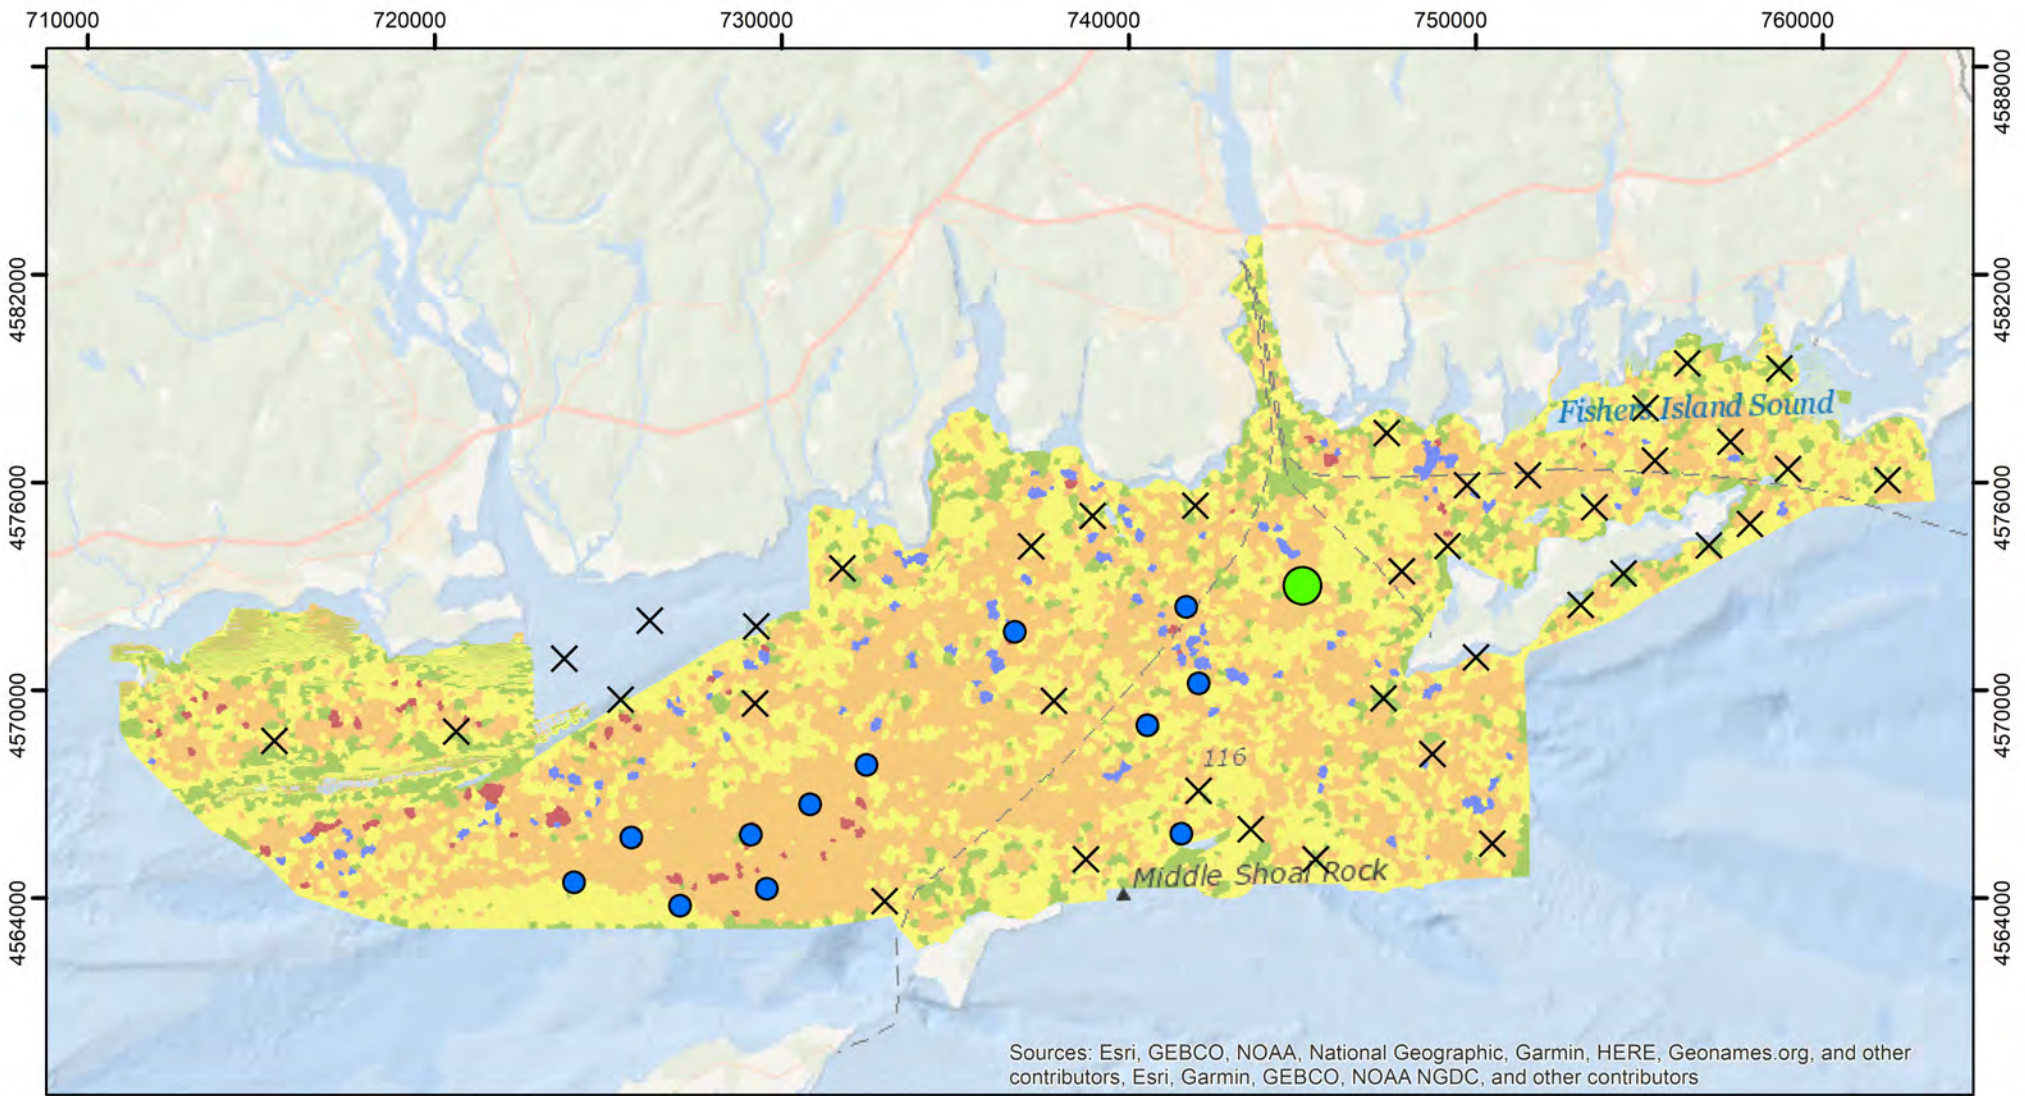 710000 720000 730000 740000 750000 760000
4588000
4582000 4582000
Fishers Island Sound
4576000 4576000
4570000 4570000
116
Middle Shoal Rock
4564000 4564000
Sources: Esri, GEBCO, NOAA, National Geographic, Garmin, HERE, Geonames.org, and other
contributors, Esri, Garmin, GEBCO, NOAA NGDC, and other contributors